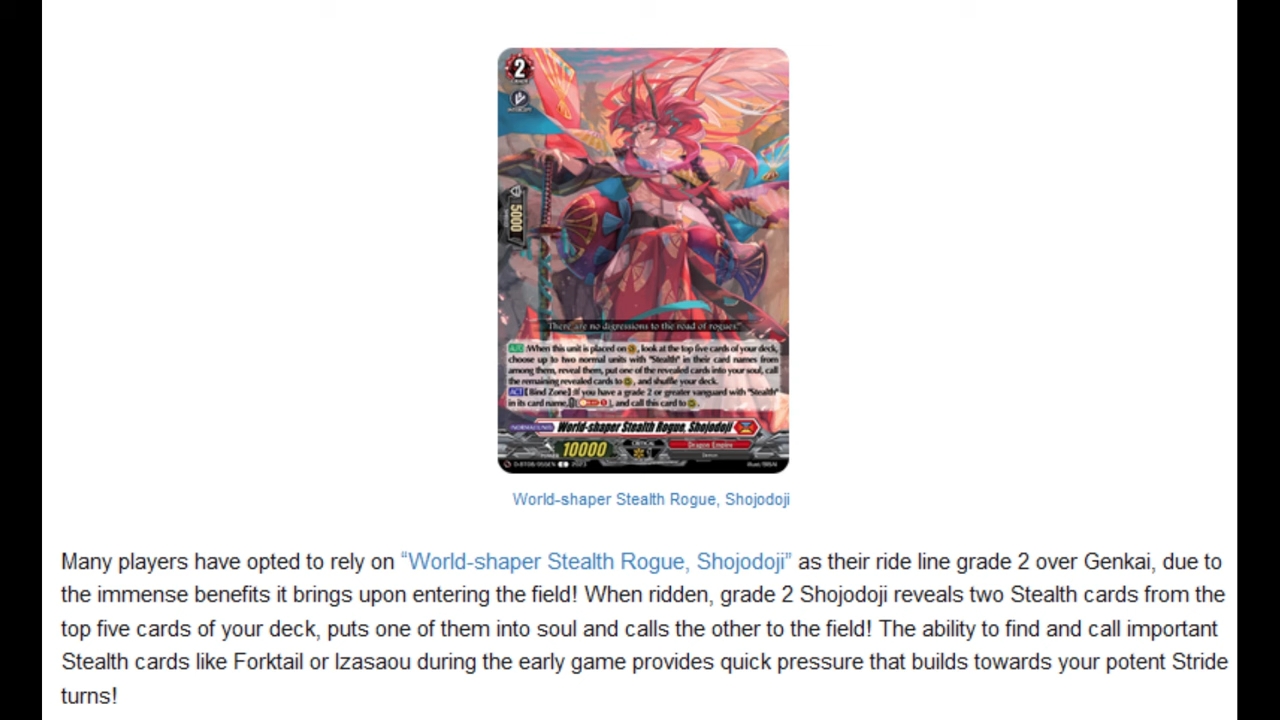 2
5000
"There are no digressions to the road of rogues."
AUTO:When this unit is placed on , look at the top five cards of your deck,
choose up to two normal units with "Stealth" in their card names from
among them, reveal them, put one of the revealed cards into your soul, call
the remaining revealed cards to , and shuffle your deck.
ACT【Bind Zone】:If you have a grade 2 or greater vanguard with "Stealth"
in its card name, , and call this card to .
NORMAL UNIT World-shaper Stealth Rogue, Shojodoji
POWER 10000 CRITICAL 1 Dragon Empire
Demon
2023
World-shaper Stealth Rogue, Shojodoji
Many players have opted to rely on “World-shaper Stealth Rogue, Shojodoji” as their ride line grade 2 over Genkai, due to
the immense benefits it brings upon entering the field! When ridden, grade 2 Shojodoji reveals two Stealth cards from the
top five cards of your deck, puts one of them into soul and calls the other to the field! The ability to find and call important
Stealth cards like Forktail or Izasaou during the early game provides quick pressure that builds towards your potent Stride
turns!